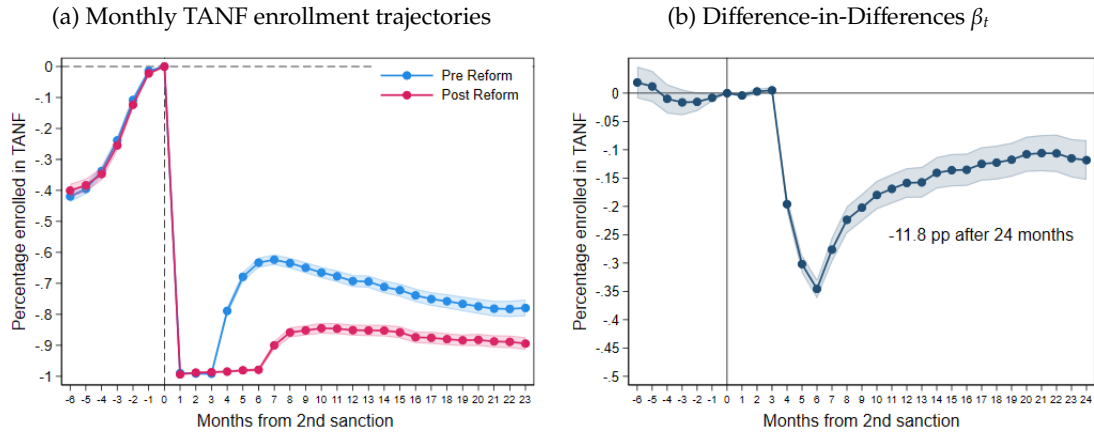 (a) Monthly TANF enrollment trajectories
Percentage enrolled in TANF
0
-.1
-.2
-.3
-.4
-.5
-.6
-.7
-.8
-.9
-1
Pre Reform
Post Reform
-6 -5 -4 -3 -2 -1 0 1 2 3 4 5 6 7 8 9 10 11 12 13 14 15 16 17 18 19 20 21 22 23
Months from 2nd sanction
(b) Difference-in-Differences βt
Percentage enrolled in TANF
0
-.05
-.1
-.15
-.2
-.25
-.3
-.35
-.4
-.45
-.5
-11.8 pp after 24 months
-6 -5 -4 -3 -2 -1 0 1 2 3 4 5 6 7 8 9 10 11 12 13 14 15 16 17 18 19 20 21 22 23 24
Months from 2nd sanction